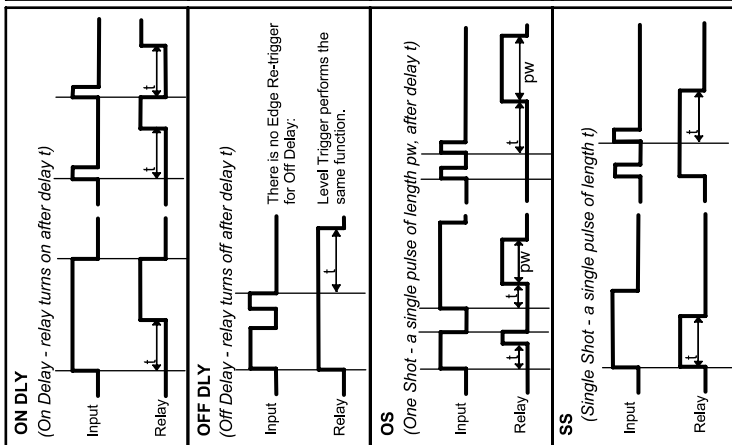 ON DLY
(On Delay - relay turns on after delay t)
Input
Relay
t
t
t
OFF DLY
(Off Delay - relay turns off after delay t)
Input
Relay
t
There is no Edge Re-trigger
for Off Delay:
Level Trigger performs the
same function.
OS
(One Shot - a single pulse of length pw, after delay t)
Input
Relay
t
t
pw
t
pw
SS
(Single Shot - a single pulse of length t)
Input
Relay
t
t